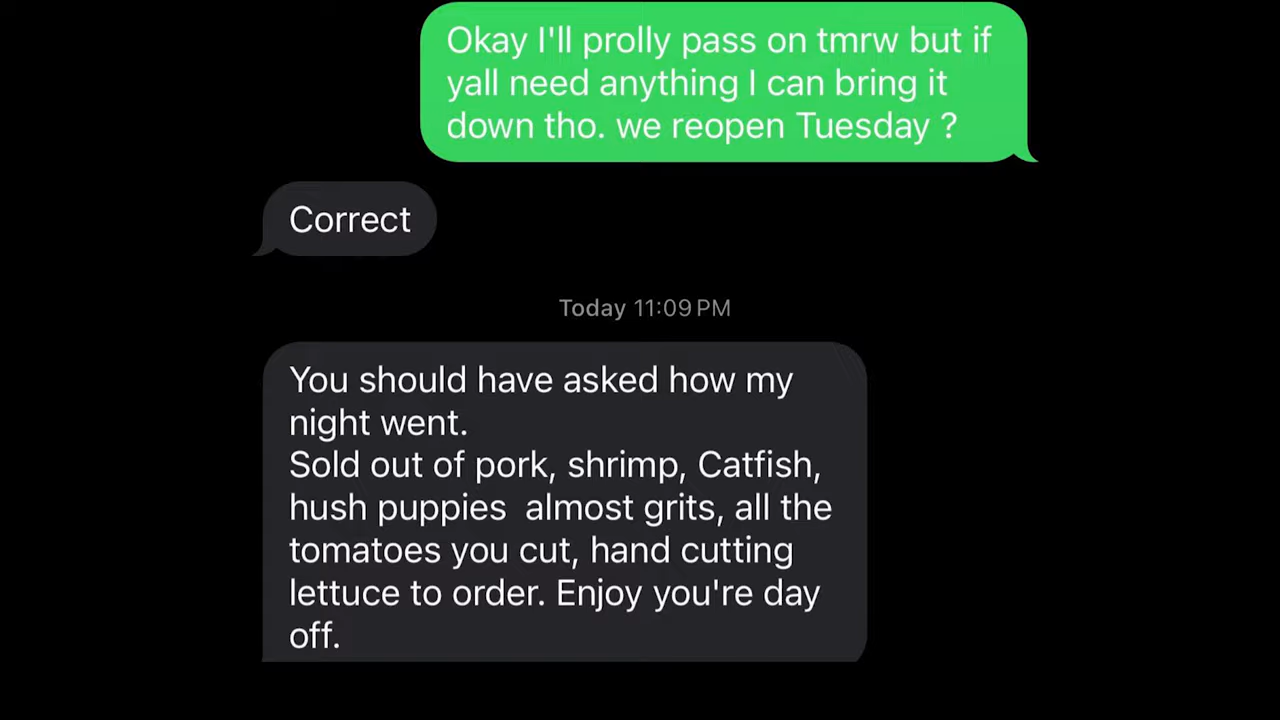 Okay I'll prolly pass on tmrw but if
yall need anything I can bring it
down tho. we reopen Tuesday ?
Correct
Today 11:09 PM
You should have asked how my
night went.
Sold out of pork, shrimp, Catfish,
hush puppies  almost grits, all the
tomatoes you cut, hand cutting
lettuce to order. Enjoy you're day
off.